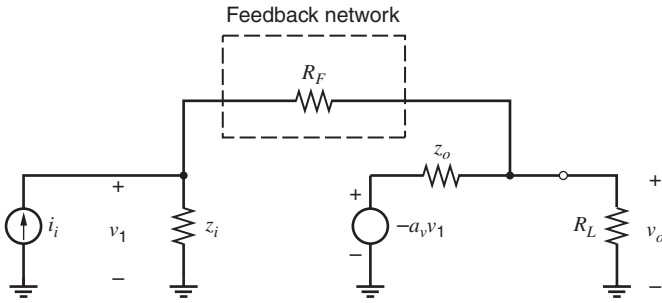 Feedback network
R_F
z_o
+ + +
i_i v_1 z_i −a_v v_1 R_L v_o
− − −